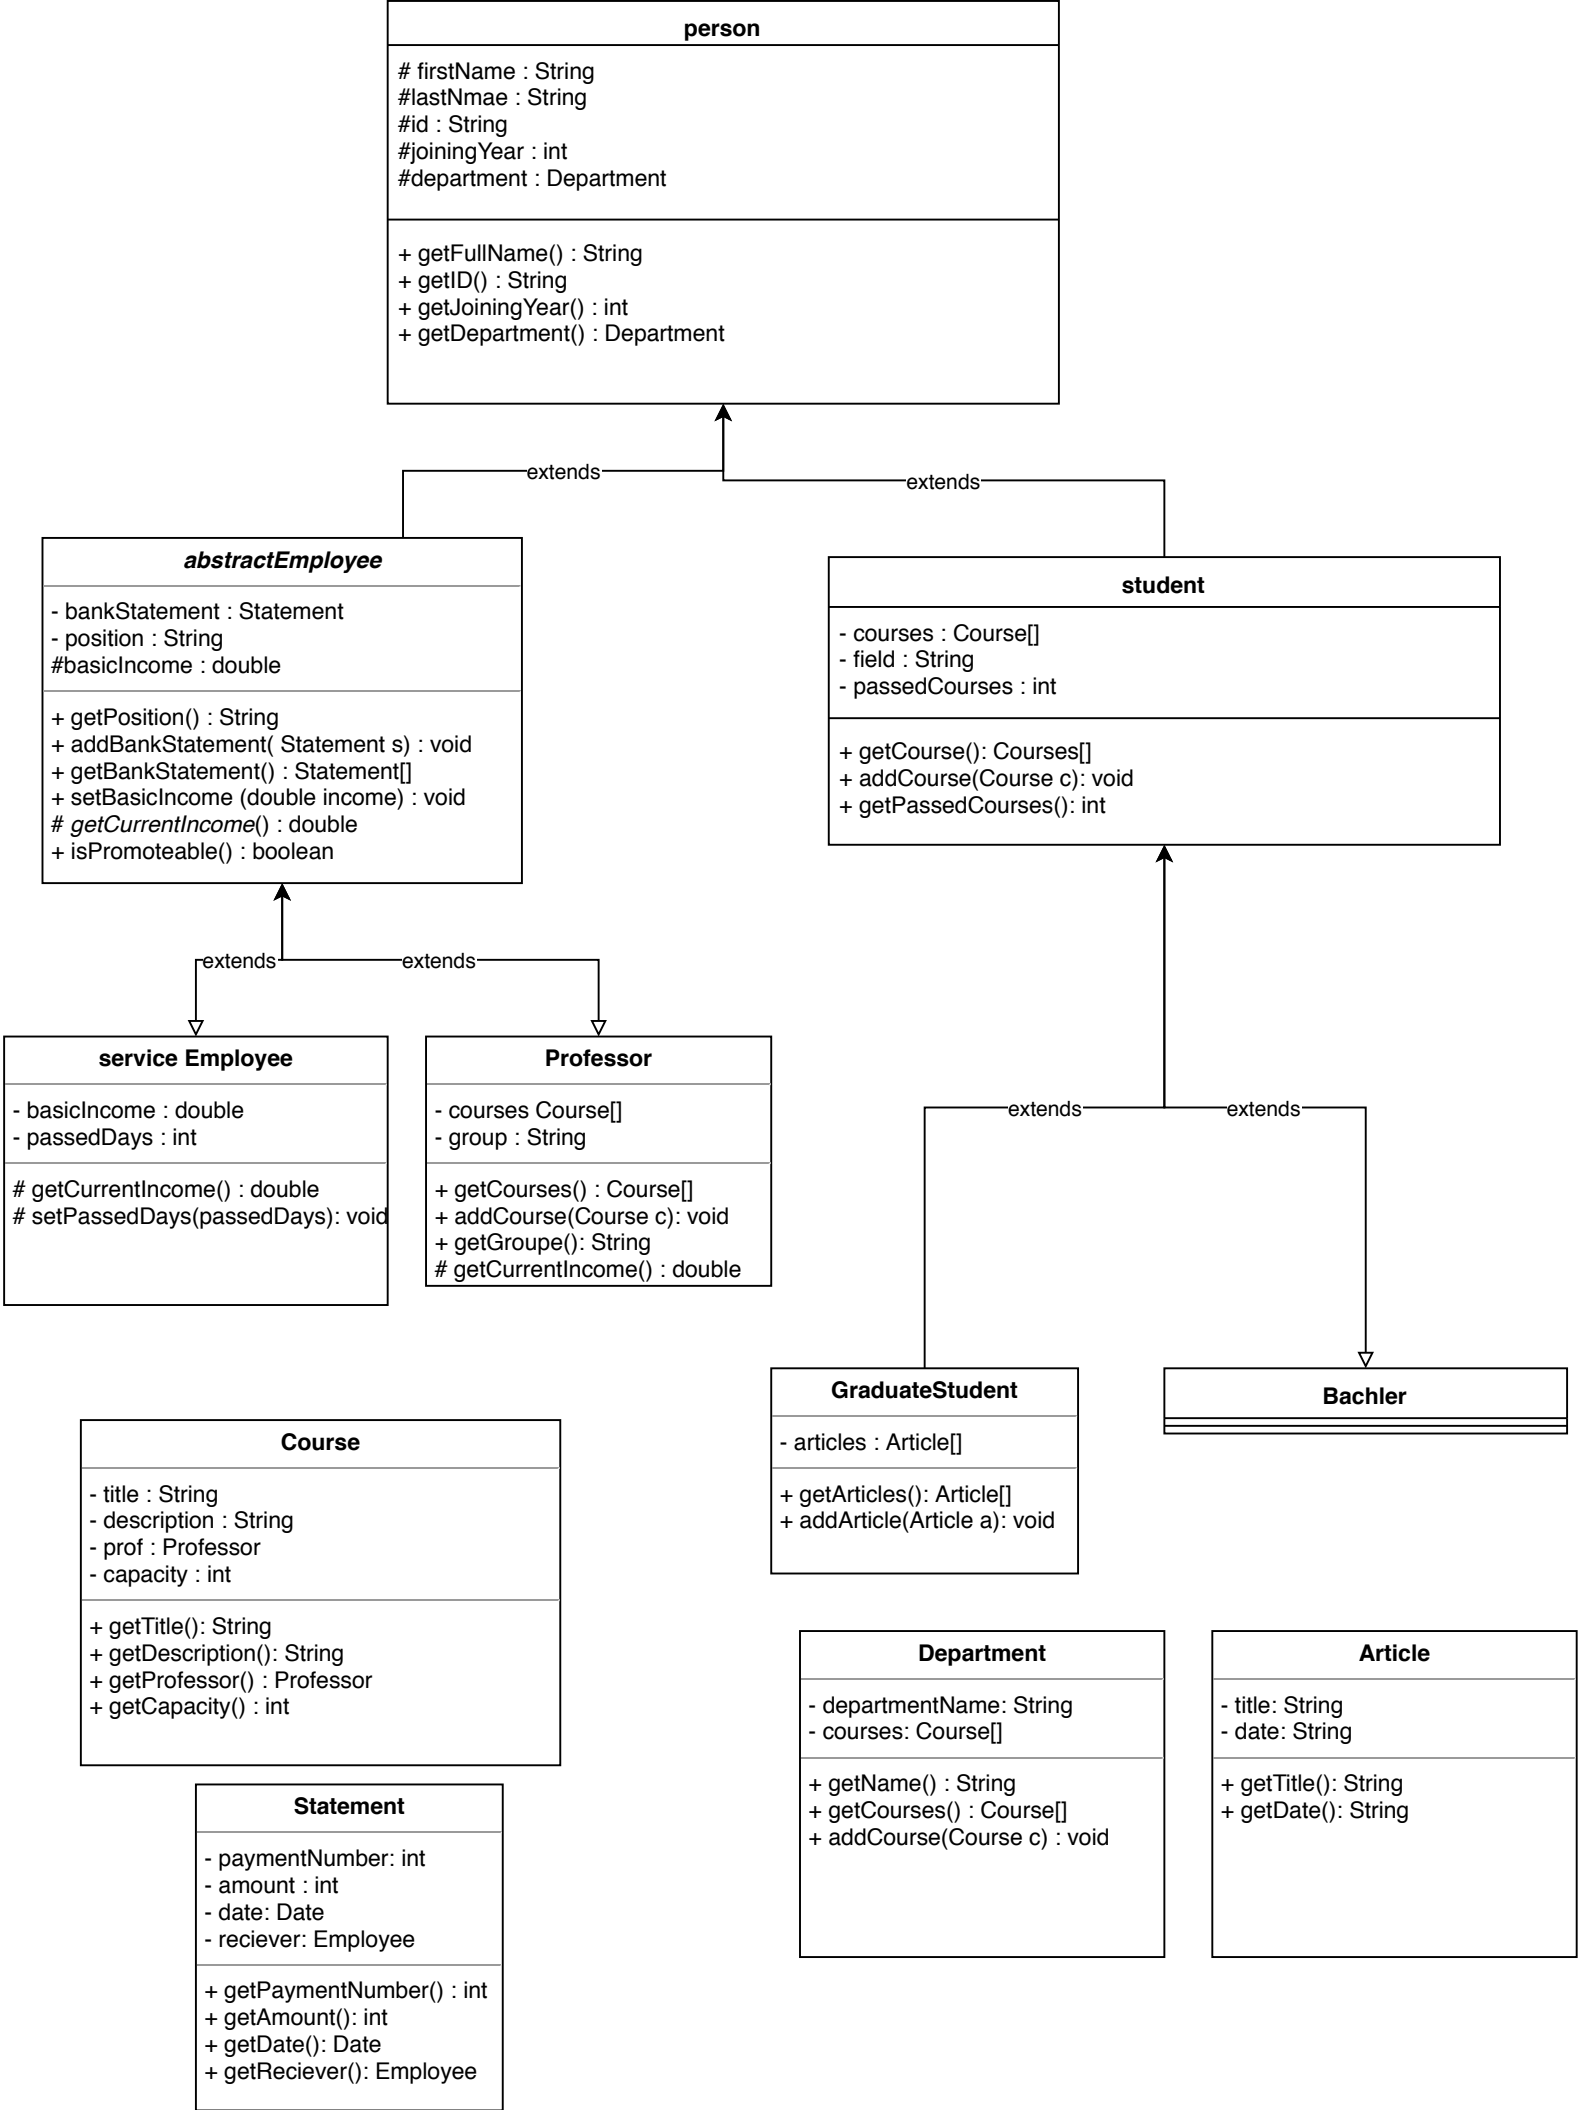 person
# firstName : String
#lastNmae : String
#id : String
#joiningYear : int
#department : Department
+ getFullName() : String
+ getID() : String
+ getJoiningYear() : int
+ getDepartment() : Department
extends
extends
abstractEmployee
- bankStatement : Statement
- position : String
#basicIncome : double
+ getPosition() : String
+ addBankStatement( Statement s) : void
+ getBankStatement() : Statement[]
+ setBasicIncome (double income) : void
# getCurrentIncome() : double
+ isPromoteable() : boolean
student
- courses : Course[]
- field : String
- passedCourses : int
+ getCourse(): Courses[]
+ addCourse(Course c): void
+ getPassedCourses(): int
extends
extends
service Employee
- basicIncome : double
- passedDays : int
# getCurrentIncome() : double
# setPassedDays(passedDays): void
Professor
- courses Course[]
- group : String
+ getCourses() : Course[]
+ addCourse(Course c): void
+ getGroupe(): String
# getCurrentIncome() : double
extends
extends
GraduateStudent
- articles : Article[]
+ getArticles(): Article[]
+ addArticle(Article a): void
Bachler
Course
- title : String
- description : String
- prof : Professor
- capacity : int
+ getTitle(): String
+ getDescription(): String
+ getProfessor() : Professor
+ getCapacity() : int
Department
- departmentName: String
- courses: Course[]
+ getName() : String
+ getCourses() : Course[]
+ addCourse(Course c) : void
Article
- title: String
- date: String
+ getTitle(): String
+ getDate(): String
Statement
- paymentNumber: int
- amount : int
- date: Date
- reciever: Employee
+ getPaymentNumber() : int
+ getAmount(): int
+ getDate(): Date
+ getReciever(): Employee